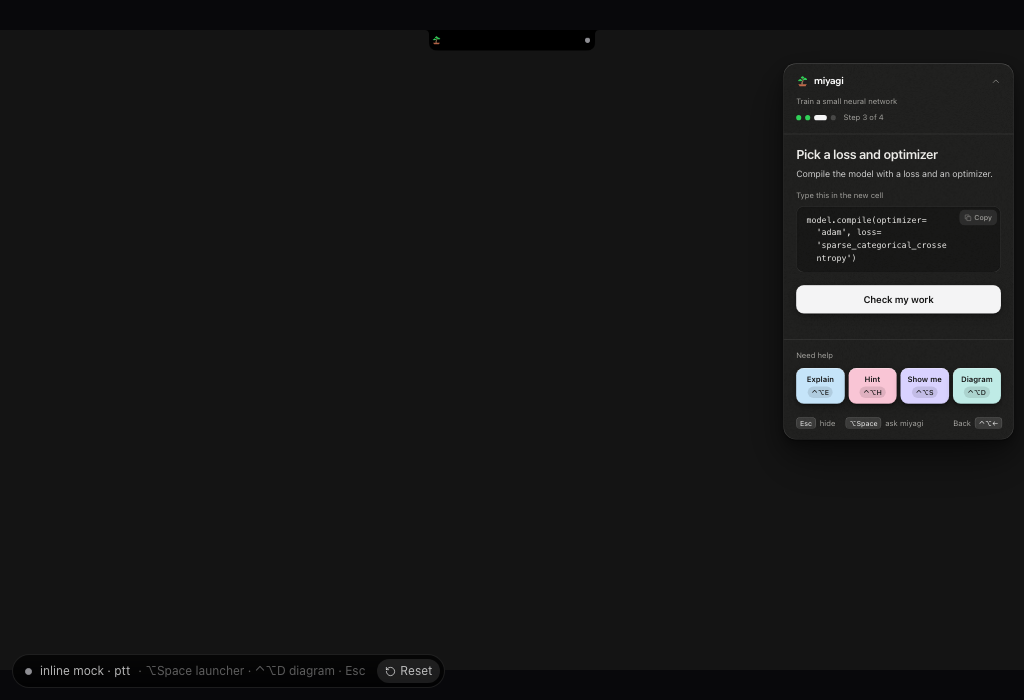 miyagi
Train a small neural network
Step 3 of 4
Pick a loss and optimizer
Compile the model with a loss and an optimizer.
Type this in the new cell
Copy
model.compile(optimizer=
"adam", loss=
"sparse_categorical_crosse
ntropy")
Check my work
Need help
Explain Hint Show me Diagram
⌃⌥E ⌃⌥H ⌃⌥S ⌃⌥D
Esc hide ⌥Space ask miyagi Back ⌃⌥←
inline mock · ptt · ⌥Space launcher · ⌃⌥D diagram · Esc Reset